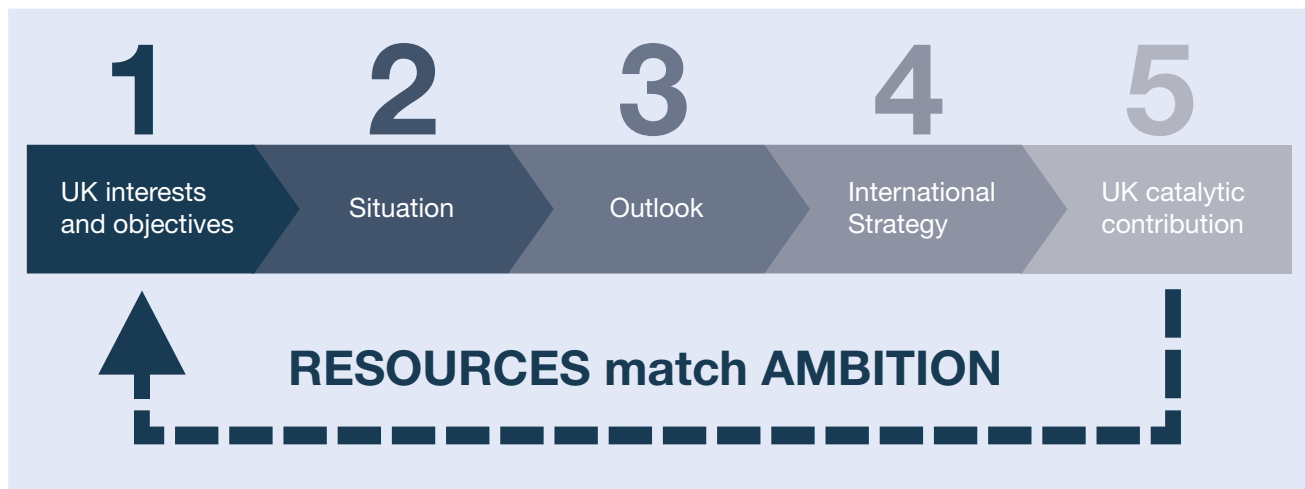 1
2
3
4
5
UK interests
and objectives
Situation
Outlook
International
Strategy
UK catalytic
contribution
RESOURCES match AMBITION